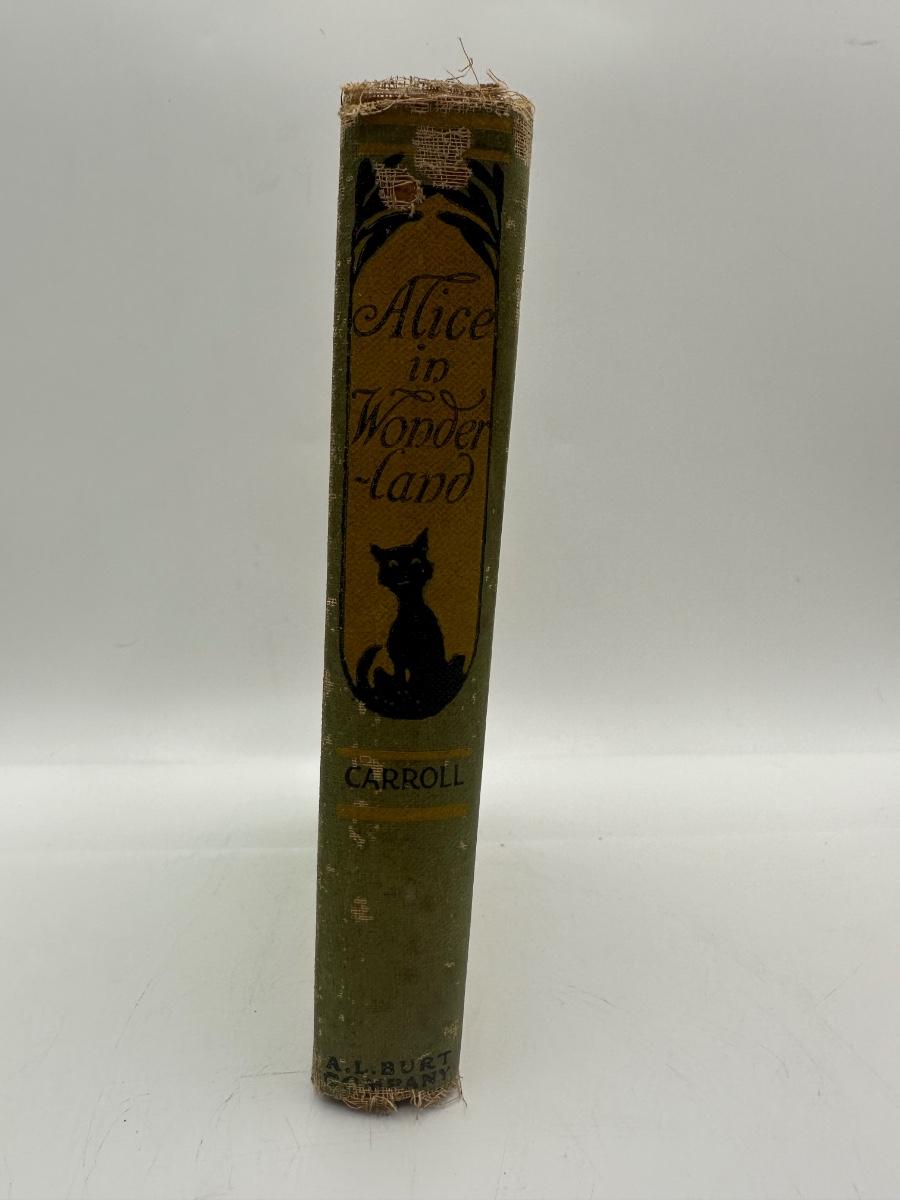 Alice
in
Wonder
-land
CARROLL
A.L.BURT
COMPANY